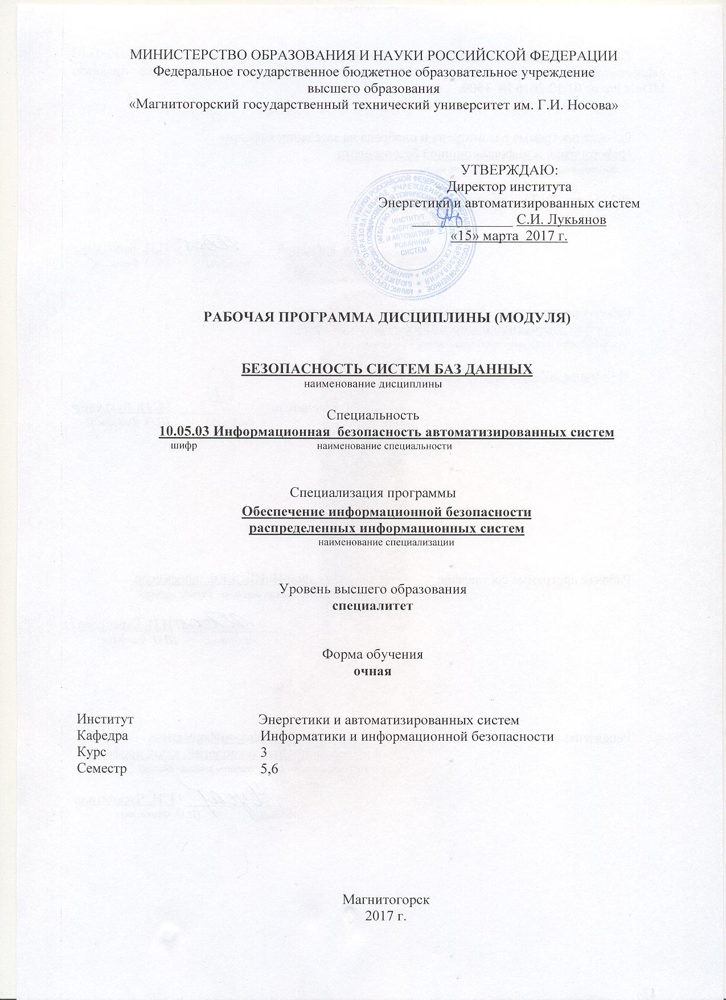 МИНИСТЕРСТВО ОБРАЗОВАНИЯ И НАУКИ РОССИЙСКОЙ ФЕДЕРАЦИИ
Федеральное государственное бюджетное образовательное учреждение
высшего образования
«Магнитогорский государственный технический университет им. Г.И. Носова»
УТВЕРЖДАЮ:
Директор института
Энергетики и автоматизированных систем
С.И. Лукьянов
«15» марта 2017 г.
ИНСТИТУТ
ЭНЕРГЕТИКИ
И АВТОМАТИЗИ-
РОВАННЫХ
СИСТЕМ
РАБОЧАЯ ПРОГРАММА ДИСЦИПЛИНЫ (МОДУЛЯ)
БЕЗОПАСНОСТЬ СИСТЕМ БАЗ ДАННЫХ
наименование дисциплины
Специальность
10.05.03 Информационная безопасность автоматизированных систем
шифр наименование специальности
Специализация программы
Обеспечение информационной безопасности
распределенных информационных систем
наименование специализации
Уровень высшего образования
специалитет
Форма обучения
очная
Институт Энергетики и автоматизированных систем
Кафедра Информатики и информационной безопасности
Курс 3
Семестр 5,6
Магнитогорск
2017 г.